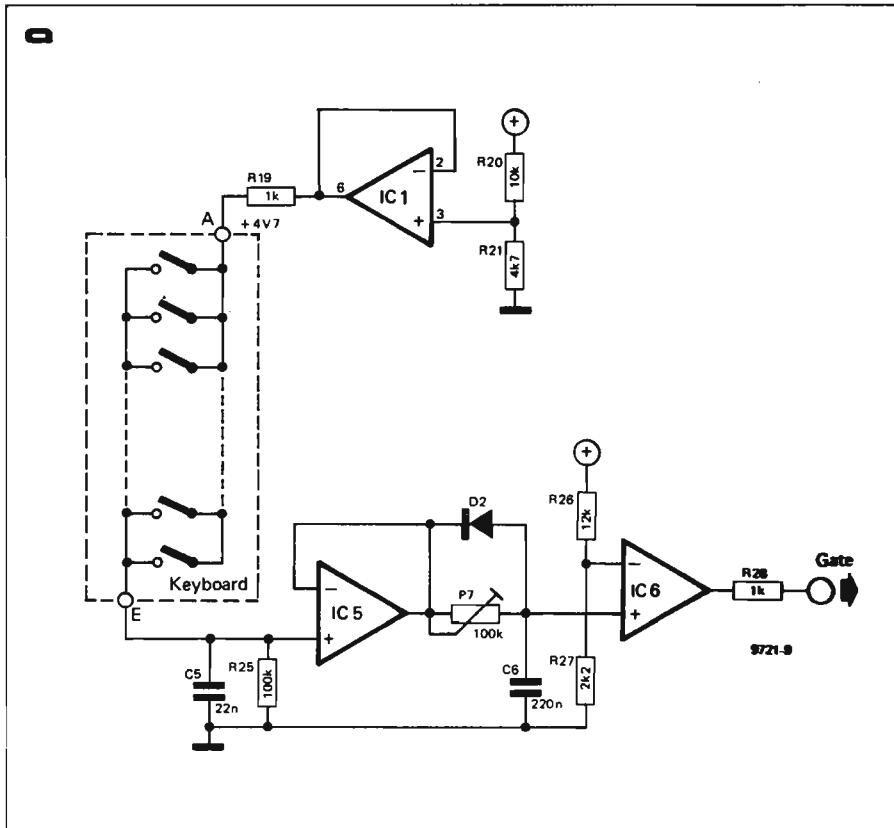 a
R19
1k
A
+4V7
2
6
IC1
3
R20
10k
R21
4k7
Keyboard
E
C5
22n
R25
100k
IC5
D2
P7
100k
C6
220n
R26
12k
R27
2k2
IC6
R28
1k
Gate
9721-9